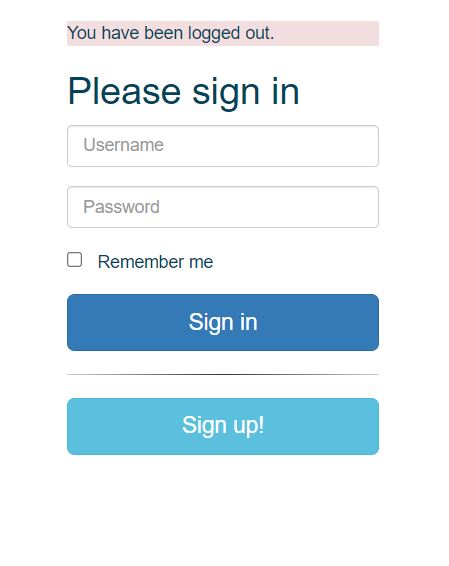 You have been logged out.
Please sign in
Username
Password
Remember me
Sign in
Sign up!